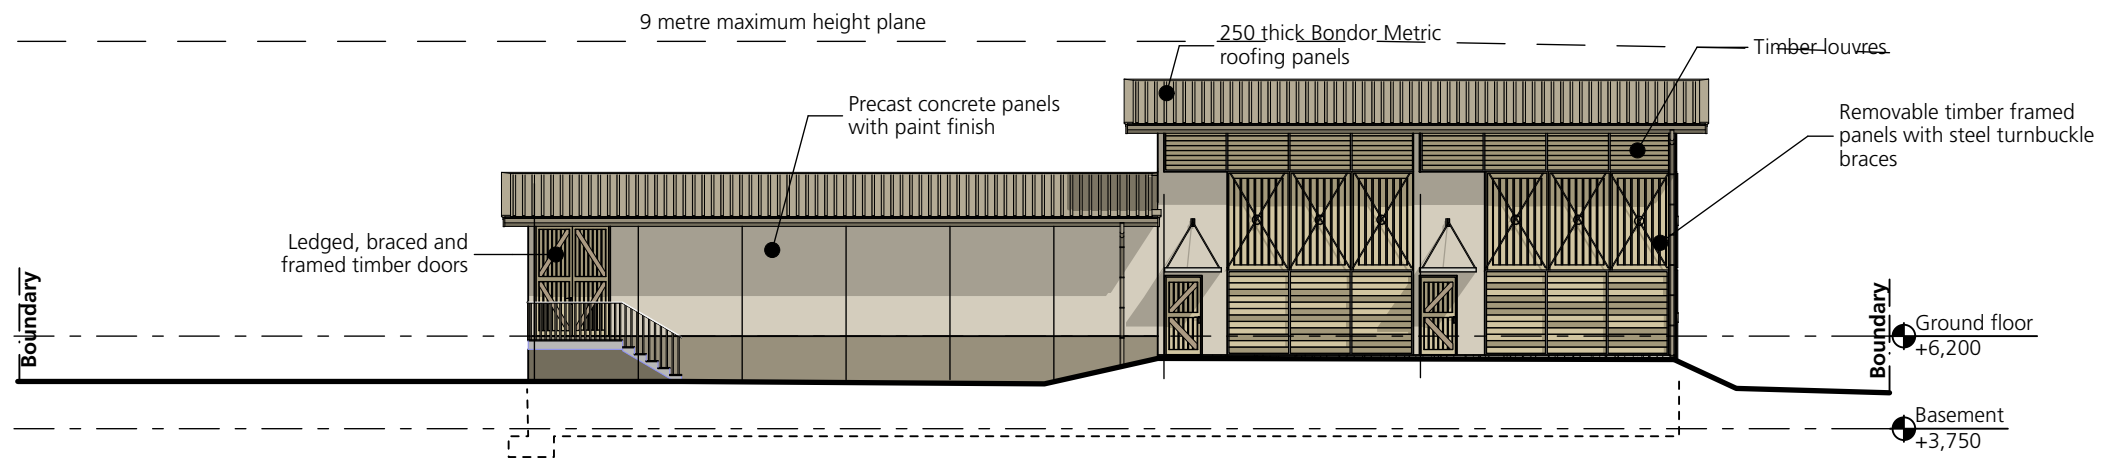 9 metre maximum height plane
250 thick Bondor Metric
roofing panels
Timber louvres
Precast concrete panels
with paint finish
Removable timber framed
panels with steel turnbuckle
braces
Ledged, braced and
framed timber doors
Boundary
Boundary
Ground floor
+6,200
Basement
+3,750